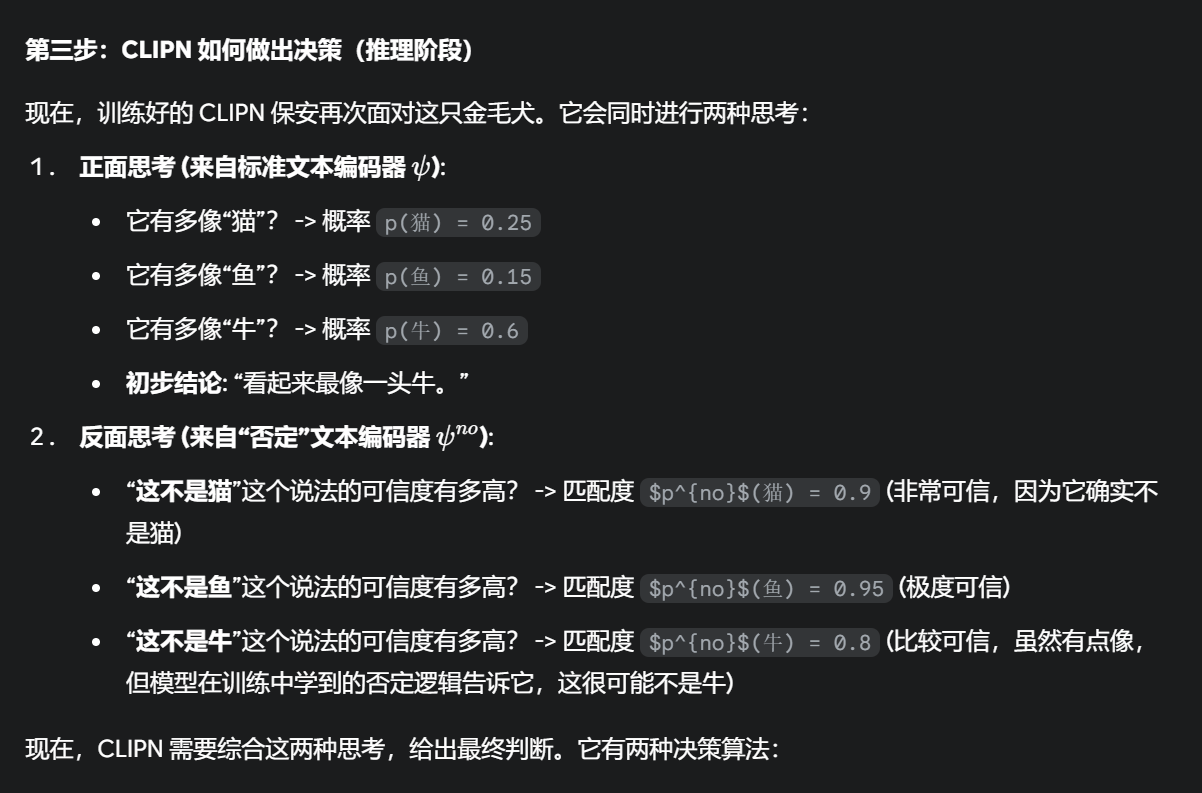 第三步：CLIPN 如何做出决策（推理阶段）
现在，训练好的 CLIPN 保安再次面对这只金毛犬。它会同时进行两种思考：
1. 正面思考 (来自标准文本编码器 ψ):
• 它有多像“猫”？ -> 概率 p(猫) = 0.25
• 它有多像“鱼”？ -> 概率 p(鱼) = 0.15
• 它有多像“牛”？ -> 概率 p(牛) = 0.6
• 初步结论: “看起来最像一头牛。”
2. 反面思考 (来自“否定”文本编码器 ψ^{no}):
• “这不是猫”这个说法的可信度有多高？ -> 匹配度 $p^{no}$(猫) = 0.9 (非常可信，因为它确实不
是猫)
• “这不是鱼”这个说法的可信度有多高？ -> 匹配度 $p^{no}$(鱼) = 0.95 (极度可信)
• “这不是牛”这个说法的可信度有多高？ -> 匹配度 $p^{no}$(牛) = 0.8 (比较可信，虽然有点像，
但模型在训练中学到的否定逻辑告诉它，这很可能不是牛)
现在，CLIPN 需要综合这两种思考，给出最终判断。它有两种决策算法：